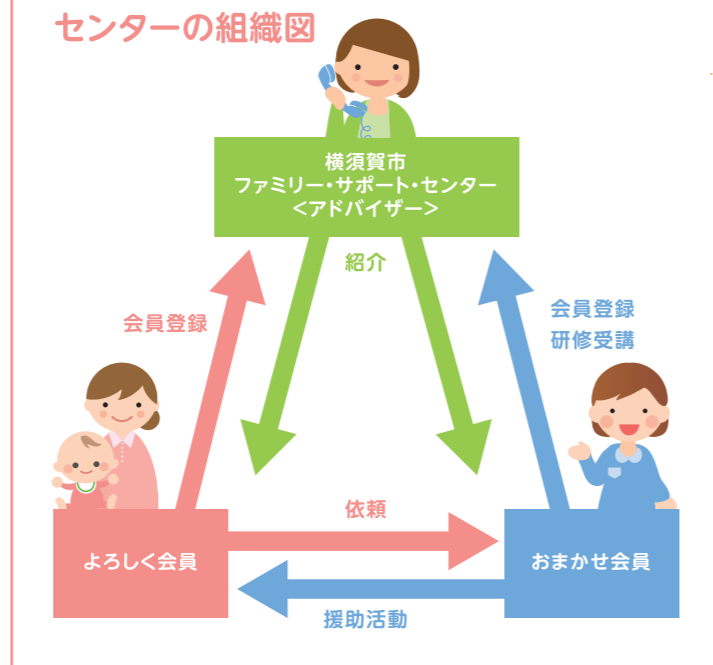 センターの組織図
横須賀市
ファミリー・サポート・センター
＜アドバイザー＞
紹介
会員登録
会員登録
研修受講
依頼
よろしく会員
おまかせ会員
援助活動